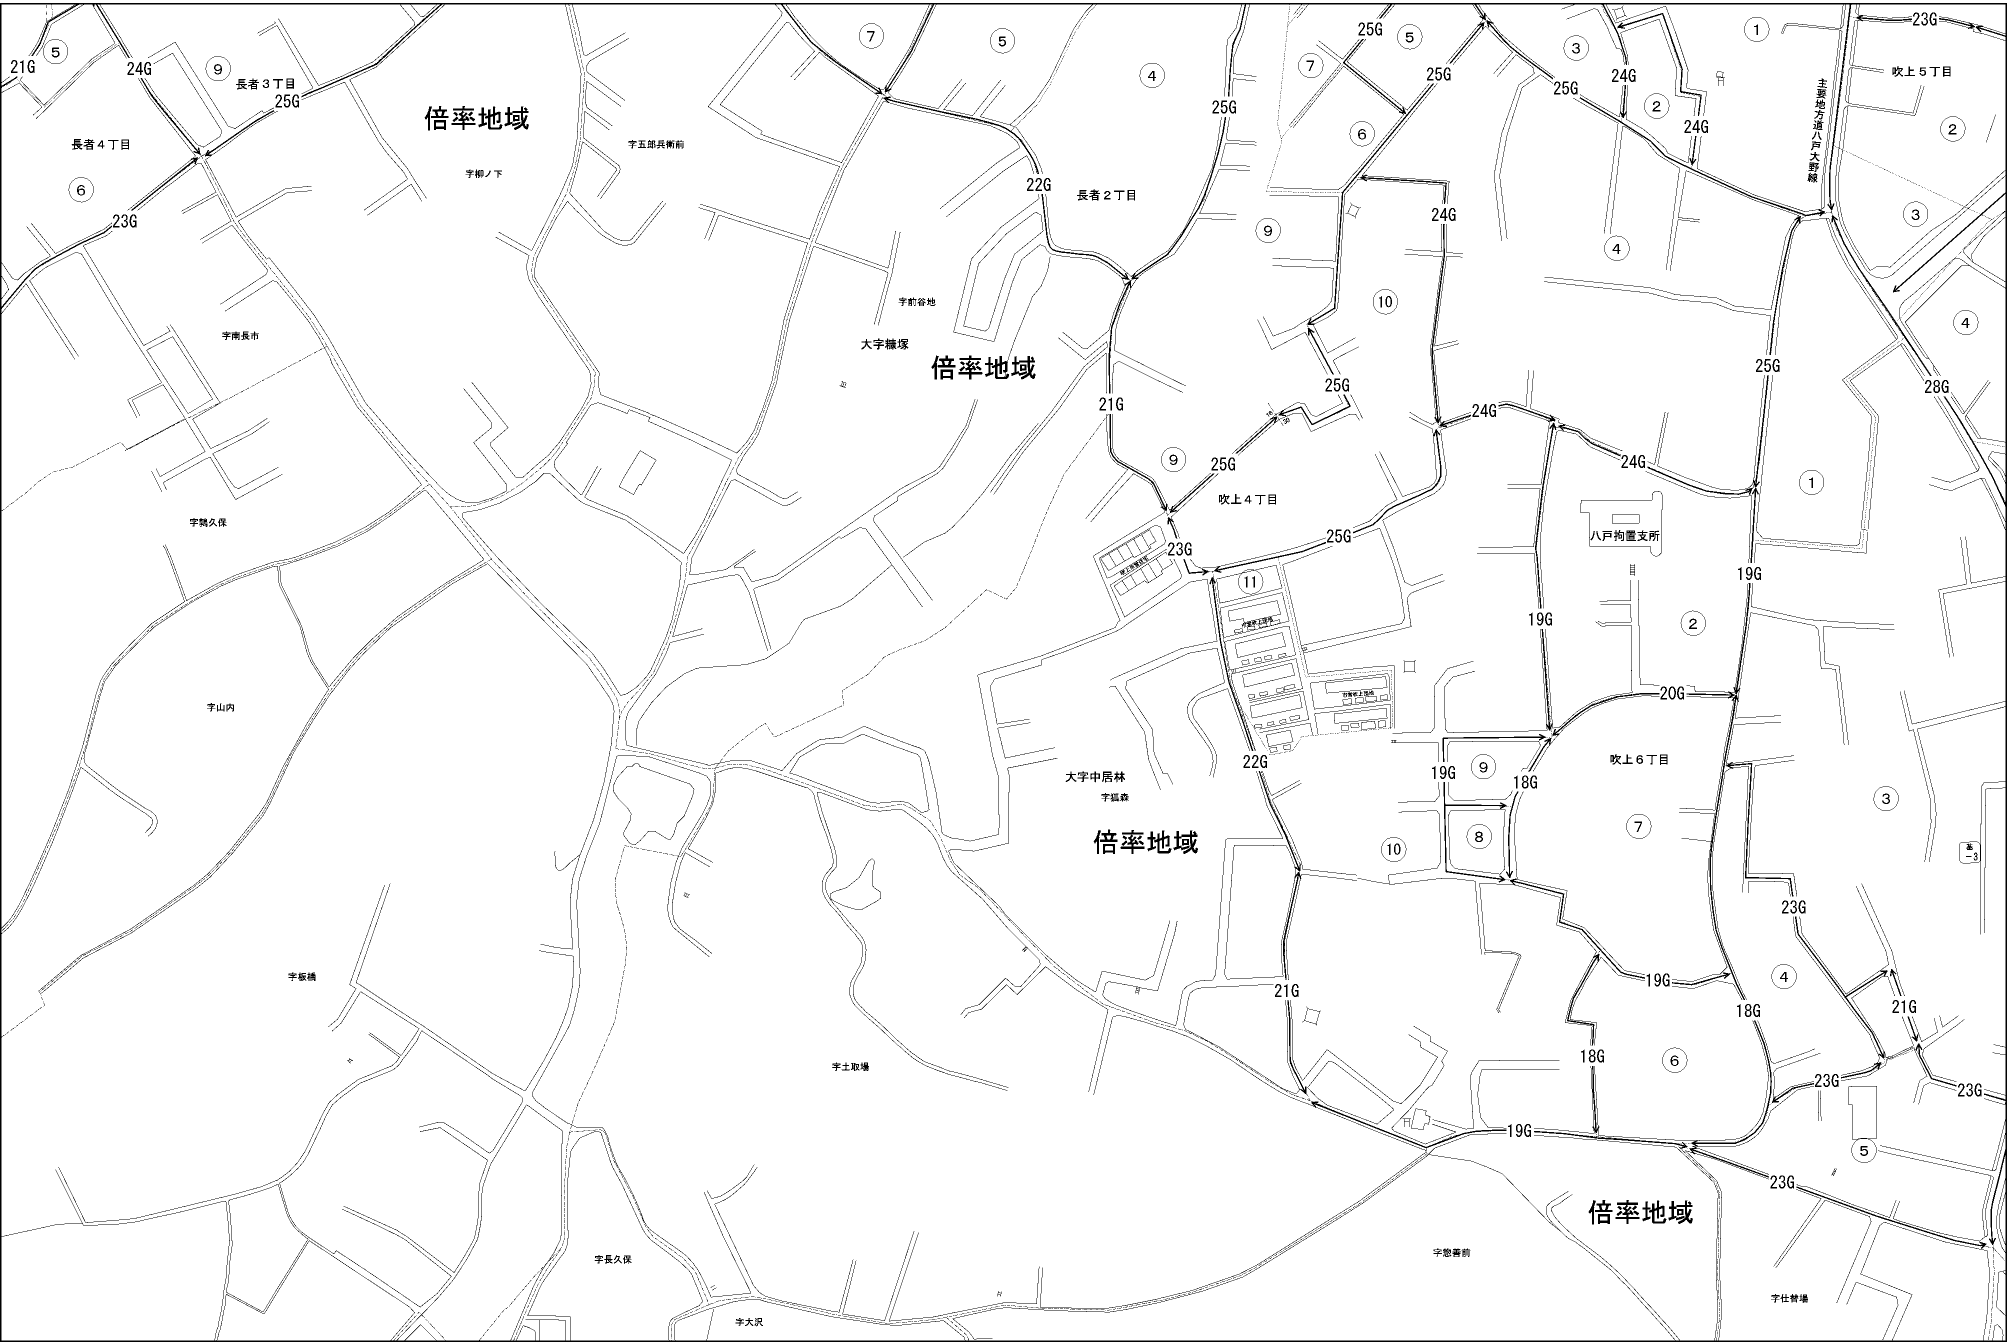 ⑤
21G
24G
⑨
長者３丁目
25G
倍率地域
長者４丁目
⑥
23G
字柳ノ下
字五郎兵衛前
字南長市
⑦
⑤
④
25G
22G
長者２丁目
字前谷地
大字糠塚
倍率地域
21G
25G
⑤
⑦
25G
⑥
25G
③
24G
②
24G
①
主要地方道八戸大野線
23G
吹上５丁目
②
③
④
⑨
24G
④
⑩
25G
28G
25G
24G
24G
⑨
25G
吹上４丁目
①
八戸拘置支所
25G
23G
⑪
19G
19G
②
字鷄久保
字山内
20G
吹上６丁目
22G
大字中居林
字狐森
倍率地域
19G
⑨
18G
⑧
⑩
⑦
③
基
-3
23G
④
21G
19G
18G
21G
字板橋
字土取場
18G
⑥
23G
23G
19G
⑤
23G
倍率地域
字長久保
字惣善前
字仕替場
字大沢